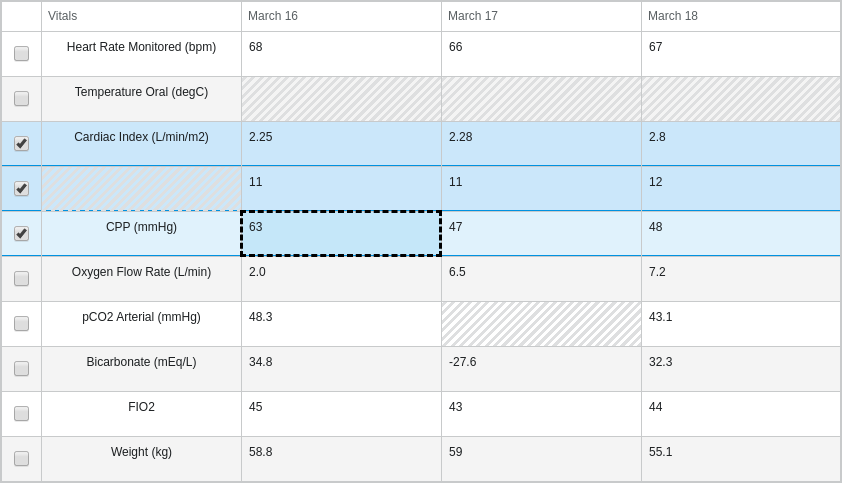 Vitals March 16 March 17 March 18
Heart Rate Monitored (bpm) 68 66 67
Temperature Oral (degC)
Cardiac Index (L/min/m2) 2.25 2.28 2.8
11 11 12
CPP (mmHg) 63 47 48
Oxygen Flow Rate (L/min) 2.0 6.5 7.2
pCO2 Arterial (mmHg) 48.3 43.1
Bicarbonate (mEq/L) 34.8 -27.6 32.3
FIO2 45 43 44
Weight (kg) 58.8 59 55.1